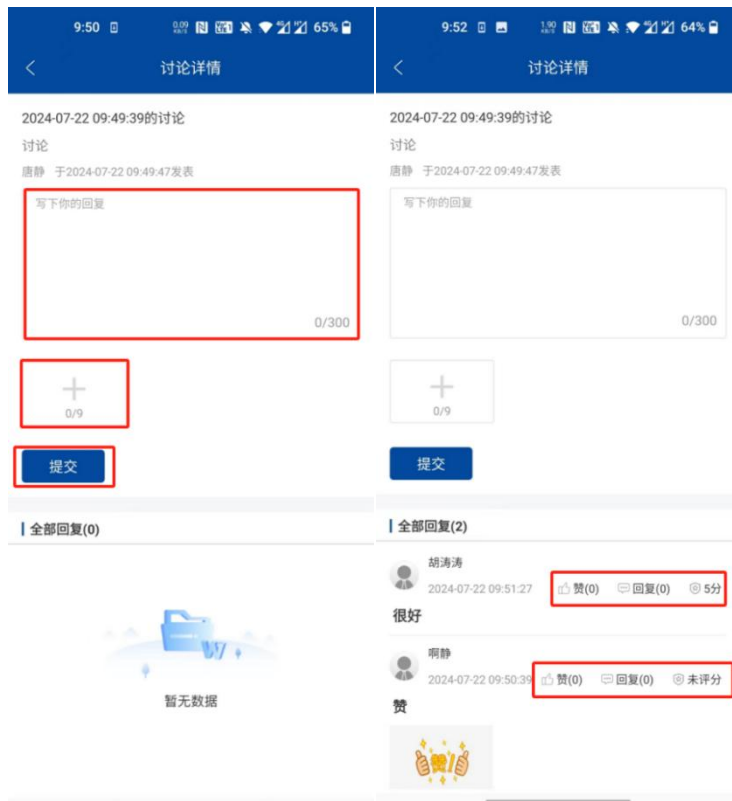 9:50
0.09 KB/S
65%
讨论详情
2024-07-22 09:49:39的讨论
讨论
唐静 于2024-07-22 09:49:47发表
写下你的回复
0/300
0/9
提交
全部回复(0)
暂无数据
9:52
1.90 KB/S
64%
讨论详情
2024-07-22 09:49:39的讨论
讨论
唐静 于2024-07-22 09:49:47发表
写下你的回复
0/300
0/9
提交
全部回复(2)
胡涛涛
2024-07-22 09:51:27 赞(0) 回复(0) 5分
很好
啊静
2024-07-22 09:50:39 赞(0) 回复(0) 未评分
赞
赞